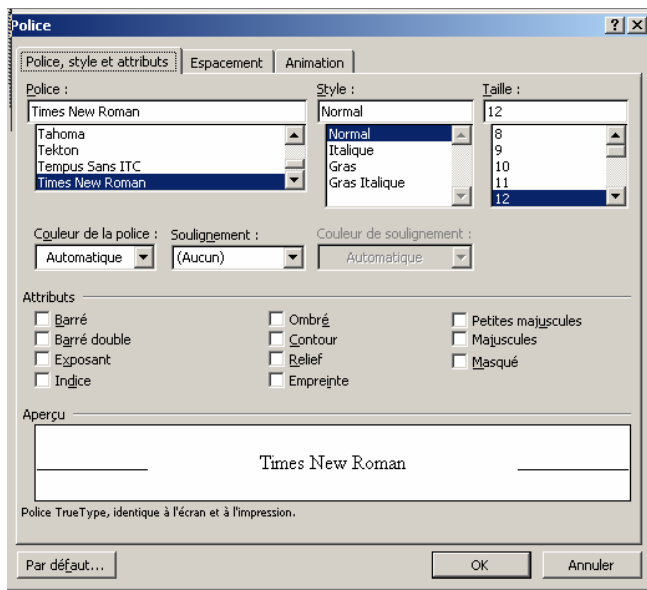 Police
Police, style et attributs Espacement Animation
Police : Style : Taille :
Times New Roman Normal 12
Tahoma Normal 8
Tekton Italique 9
Tempus Sans ITC Gras 10
Times New Roman Gras Italique 11
12
Couleur de la police : Soulignement : Couleur de soulignement :
Automatique (Aucun) Automatique
Attributs
Barré Ombré Petites majuscules
Barré double Contour Majuscules
Exposant Relief Masqué
Indice Empreinte
Aperçu
Times New Roman
Police TrueType, identique à l'écran et à l'impression.
Par défaut... OK Annuler